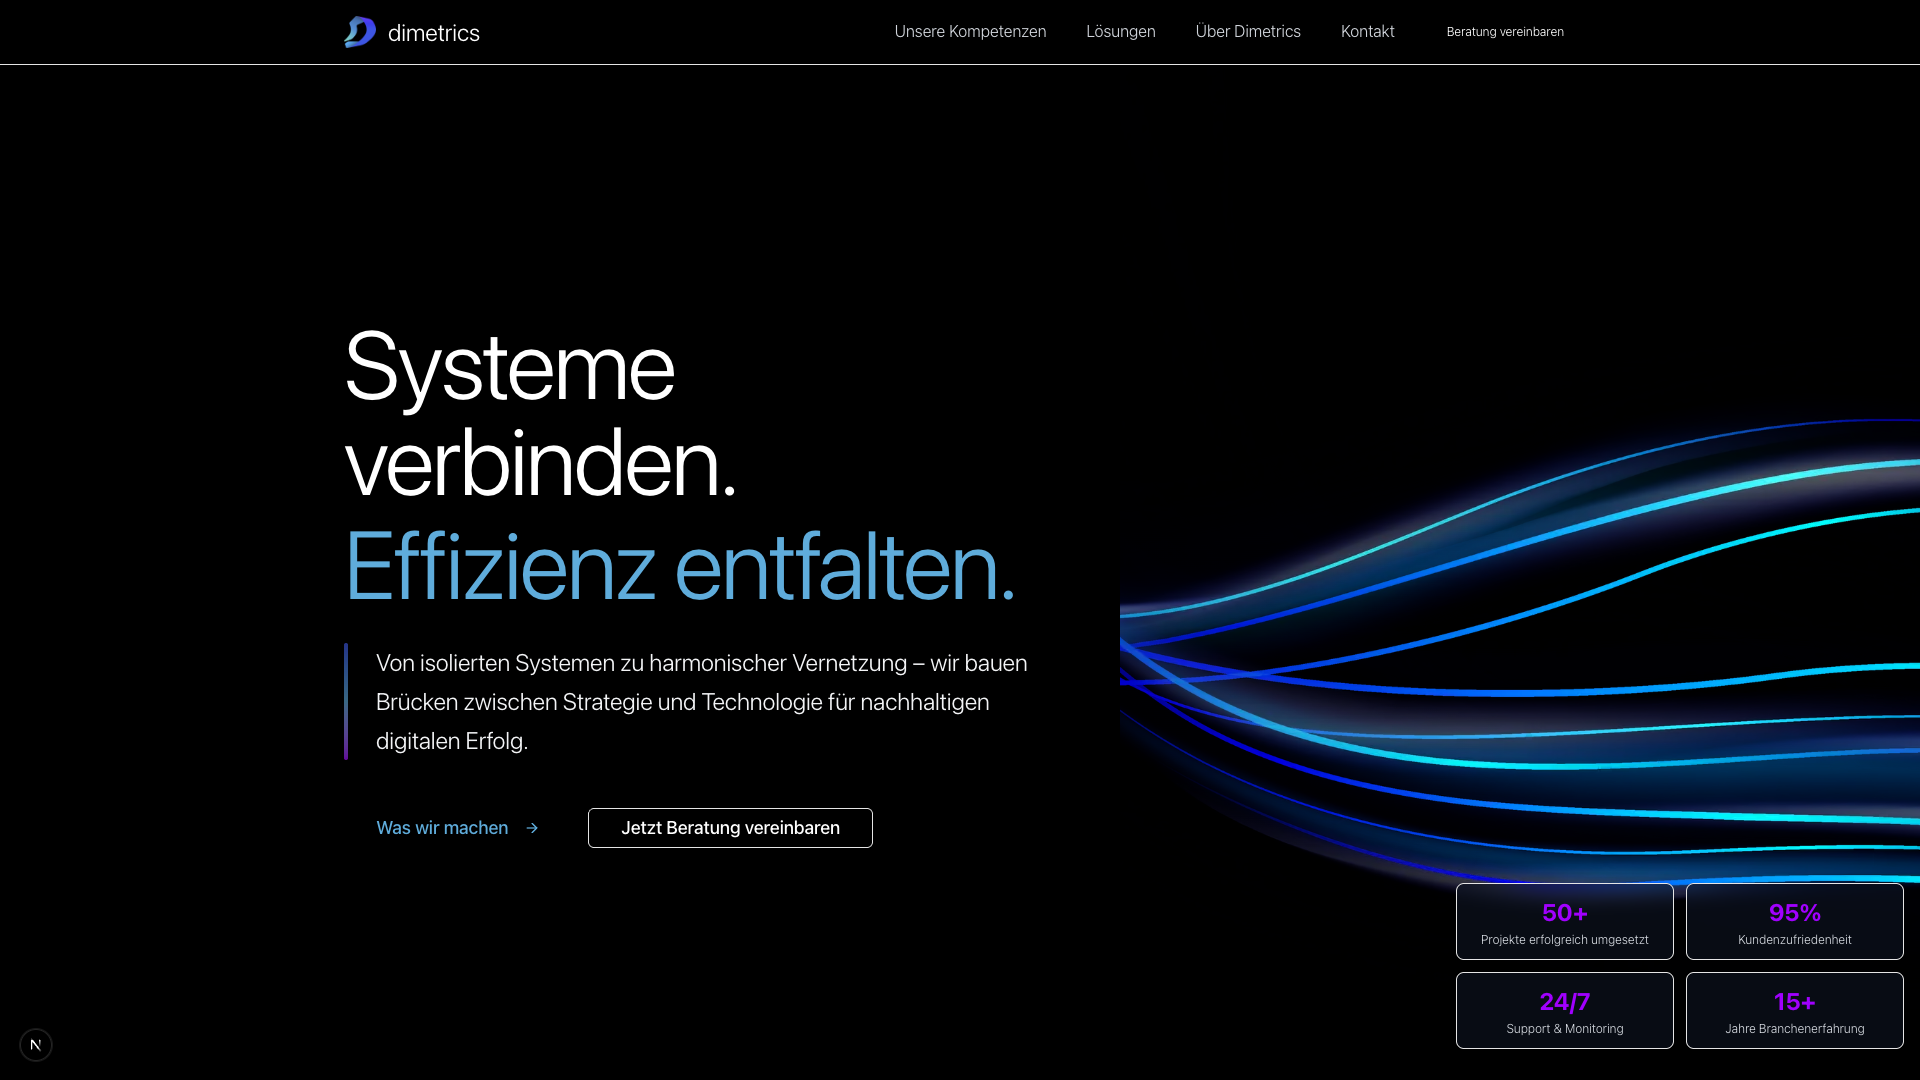 dimetrics
Unsere Kompetenzen
Lösungen
Über Dimetrics
Kontakt
Beratung vereinbaren
Systeme
verbinden.
Effizienz entfalten.
Von isolierten Systemen zu harmonischer Vernetzung – wir bauen
Brücken zwischen Strategie und Technologie für nachhaltigen
digitalen Erfolg.
Was wir machen →
Jetzt Beratung vereinbaren
50+
Projekte erfolgreich umgesetzt
95%
Kundenzufriedenheit
24/7
Support & Monitoring
15+
Jahre Branchenerfahrung
N